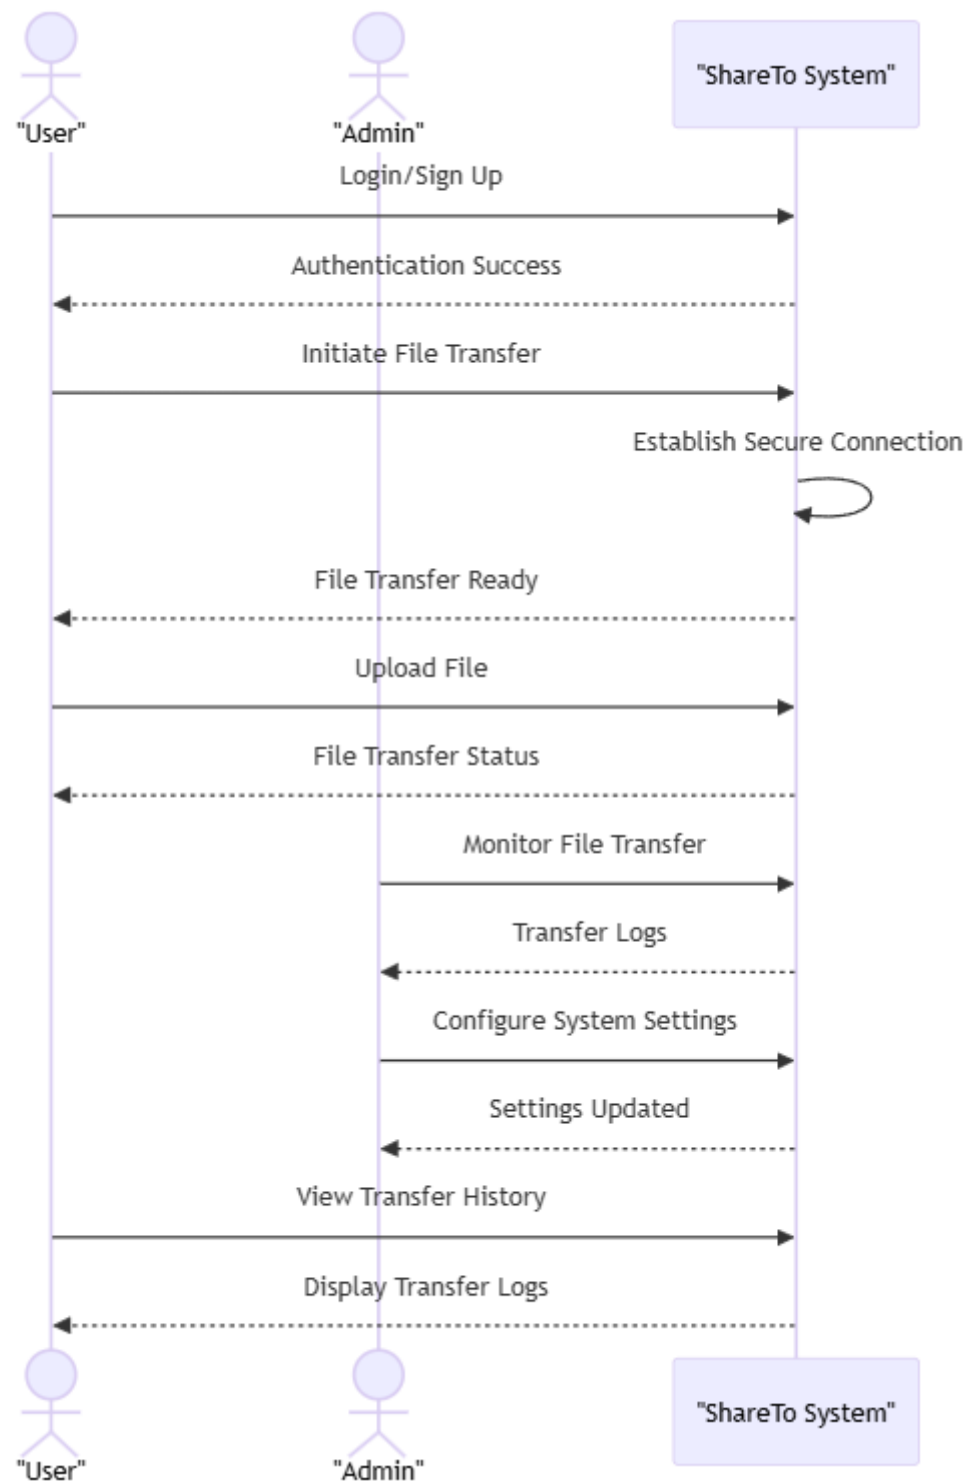 "User"
"Admin"
"ShareTo System"
Login/Sign Up
Authentication Success
Initiate File Transfer
Establish Secure Connection
File Transfer Ready
Upload File
File Transfer Status
Monitor File Transfer
Transfer Logs
Configure System Settings
Settings Updated
View Transfer History
Display Transfer Logs
"User"
"Admin"
"ShareTo System"